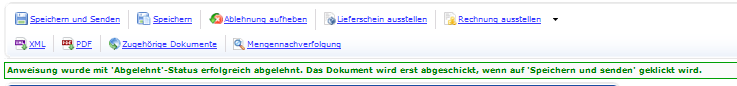 Speichern und Senden Speichern Ablehnung aufheben Lieferschein ausstellen Rechnung ausstellen
XML PDF Zugehörige Dokumente Mengennachverfolgung
Anweisung wurde mit 'Abgelehnt'-Status erfolgreich abgelehnt. Das Dokument wird erst abgeschickt, wenn auf 'Speichern und senden' geklickt wird.